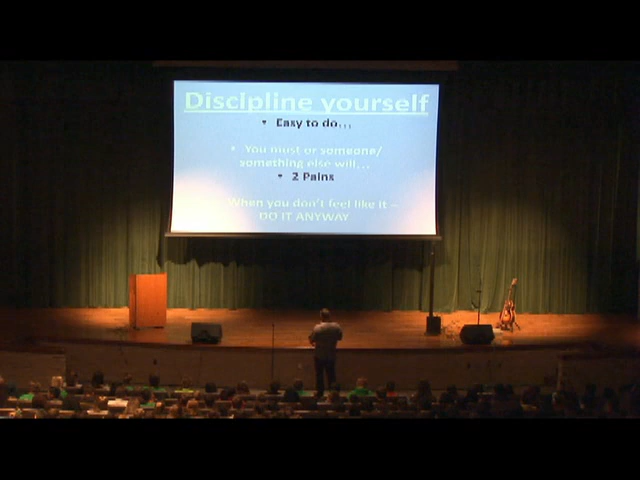 Discipline yourself
• Easy to do...
• You must or someone/
something else will...
• 2 Pains
When you don't feel like it –
DO IT ANYWAY